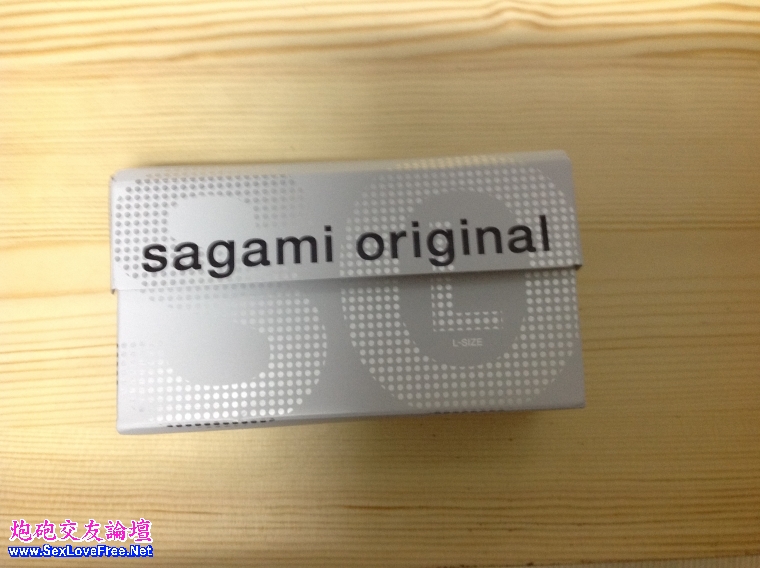 sagami original
L
L-SIZE
炮砲交友論壇
www.SexLoveFree.Net